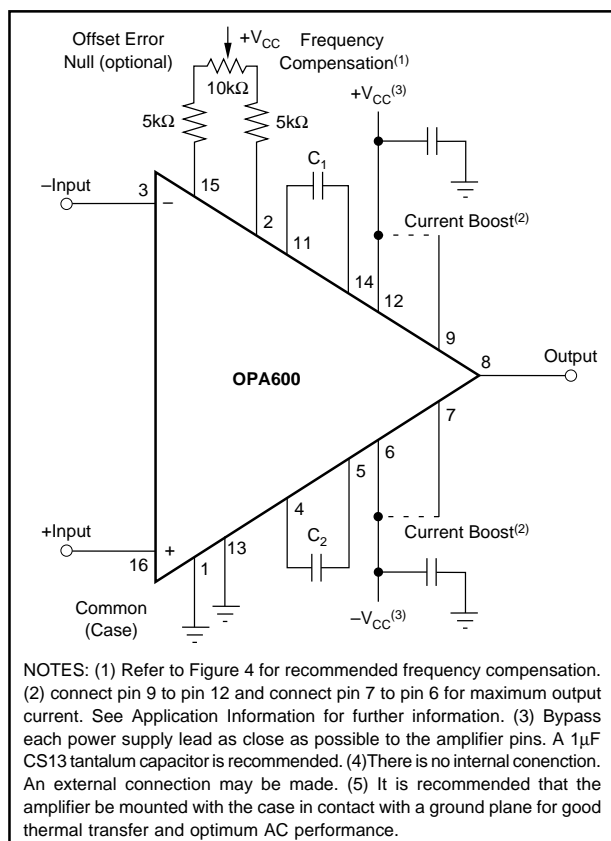 Offset Error
Null (optional)
+VCC
Frequency
Compensation(1)
10kΩ
5kΩ
5kΩ
+VCC(3)
C1
–Input
3
–
15
2
11
14
12
Current Boost(2)
9
8
Output
OPA600
7
6
5
4
C2
Current Boost(2)
+Input
16
+
1
13
Common
(Case)
–VCC(3)
NOTES: (1) Refer to Figure 4 for recommended frequency compensation.
(2) connect pin 9 to pin 12 and connect pin 7 to pin 6 for maximum output
current. See Application Information for further information. (3) Bypass
each power supply lead as close as possible to the amplifier pins. A 1µF
CS13 tantalum capacitor is recommended. (4)There is no internal conenction.
An external connection may be made. (5) It is recommended that the
amplifier be mounted with the case in contact with a ground plane for good
thermal transfer and optimum AC performance.